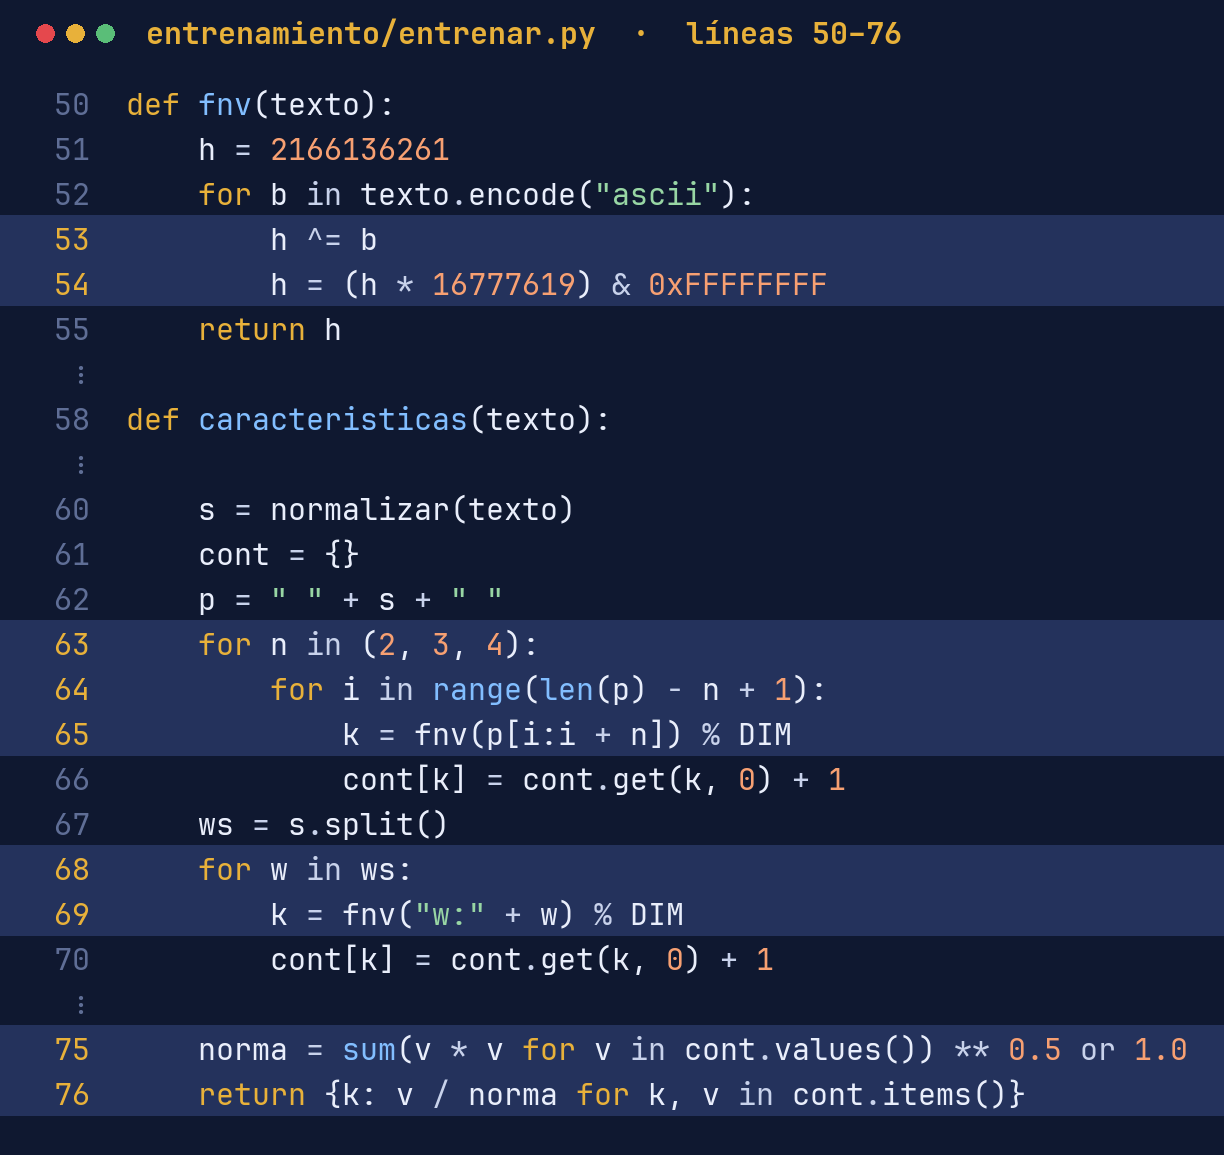 entrenamiento/entrenar.py · líneas 50–76
50 def fnv(texto):
51     h = 2166136261
52     for b in texto.encode("ascii"):
53         h ^= b
54         h = (h * 16777619) & 0xFFFFFFFF
55     return h
⋮
58 def caracteristicas(texto):
⋮
60     s = normalizar(texto)
61     cont = {}
62     p = " " + s + " "
63     for n in (2, 3, 4):
64         for i in range(len(p) - n + 1):
65             k = fnv(p[i:i + n]) % DIM
66             cont[k] = cont.get(k, 0) + 1
67     ws = s.split()
68     for w in ws:
69         k = fnv("w:" + w) % DIM
70         cont[k] = cont.get(k, 0) + 1
⋮
75     norma = sum(v * v for v in cont.values()) ** 0.5 or 1.0
76     return {k: v / norma for k, v in cont.items()}